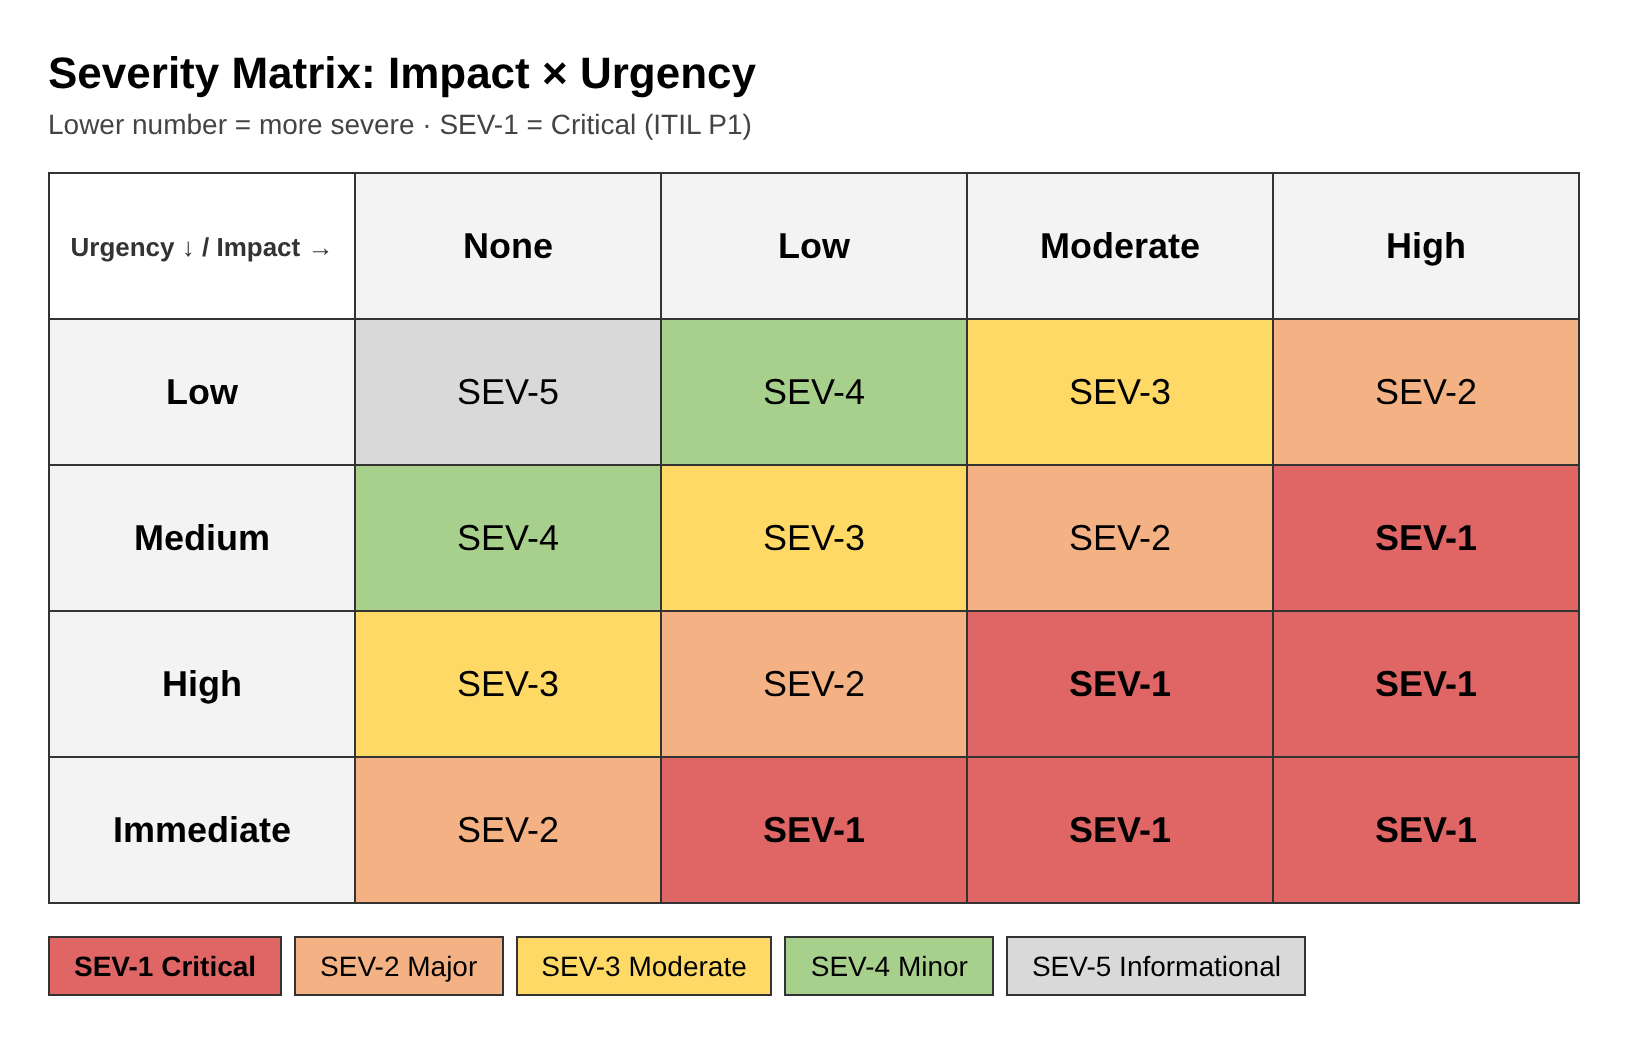 Severity Matrix: Impact × Urgency
Lower number = more severe · SEV-1 = Critical (ITIL P1)
Urgency ↓ / Impact → None Low Moderate High
Low SEV-5 SEV-4 SEV-3 SEV-2
Medium SEV-4 SEV-3 SEV-2 SEV-1
High SEV-3 SEV-2 SEV-1 SEV-1
Immediate SEV-2 SEV-1 SEV-1 SEV-1
SEV-1 Critical SEV-2 Major SEV-3 Moderate SEV-4 Minor SEV-5 Informational